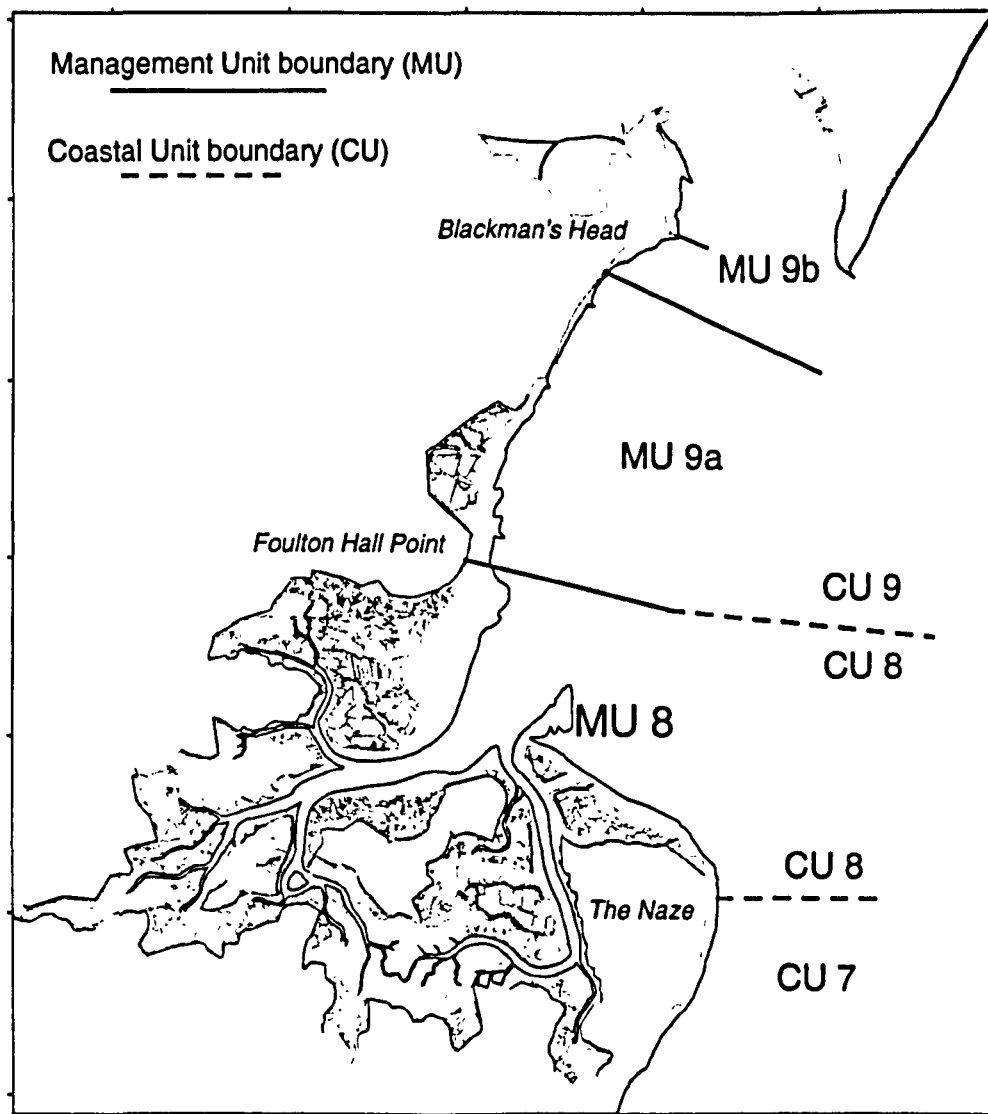 Management Unit boundary (MU)
Coastal Unit boundary (CU)
Blackman's Head
MU 9b
MU 9a
Foulton Hall Point
CU 9
CU 8
MU 8
CU 8
The Naze
CU 7